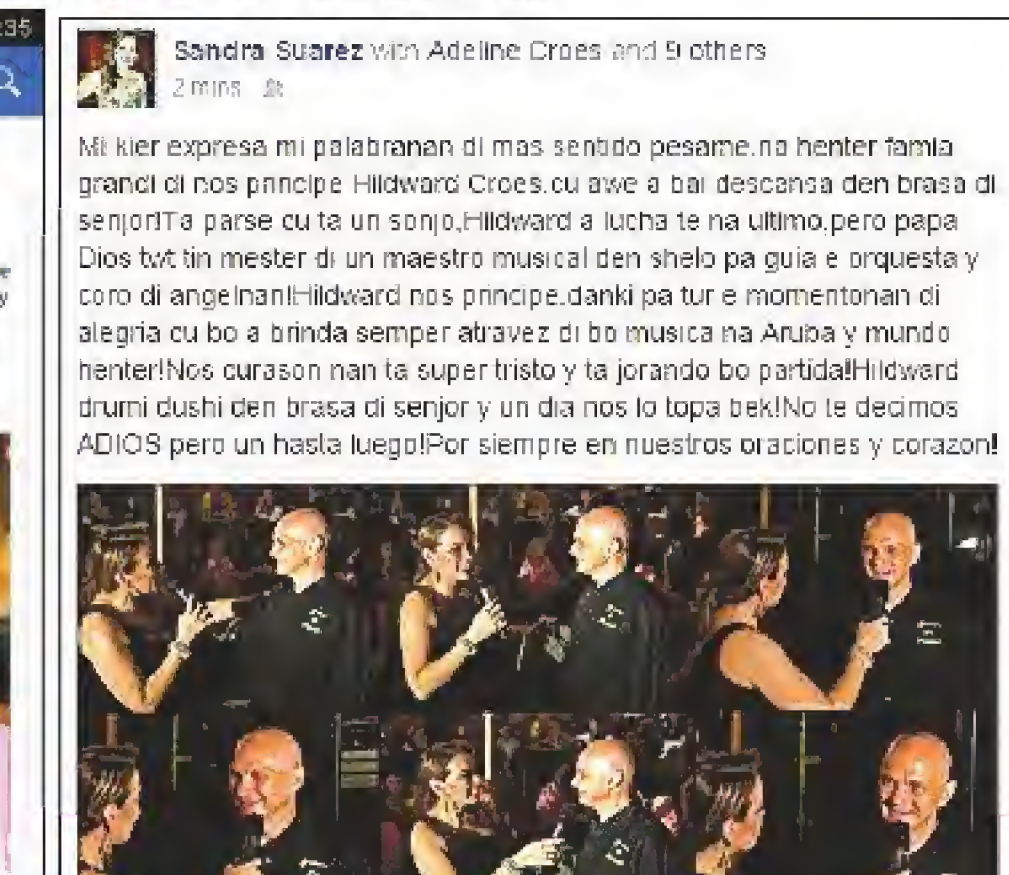 :35
Sandra Suarez with Adeline Croes and 9 others
2 mins
Mi kier expresa mi palabranan di mas sentido pesame.na henter famia
grandi di nos principe Hildward Croes.cu awe a bai descansa den brasa di
senjor!Ta parse cu ta un sonjo,Hildward a lucha te na ultimo,pero papa
Dios twt tin mester di un maestro musical den shelo pa guia e orquesta y
coro di angelnan!Hildward nos principe.danki pa tur e momentonan di
alegria cu bo a brinda semper atravez di bo musica na Aruba y mundo
henter!Nos curason nan ta super tristo y ta jorando bo partida!Hildward
drumi dushi den brasa di senjor y un dia nos lo topa bek!No te decimos
ADIOS pero un hasta luego!Por siempre en nuestros oraciones y corazon!